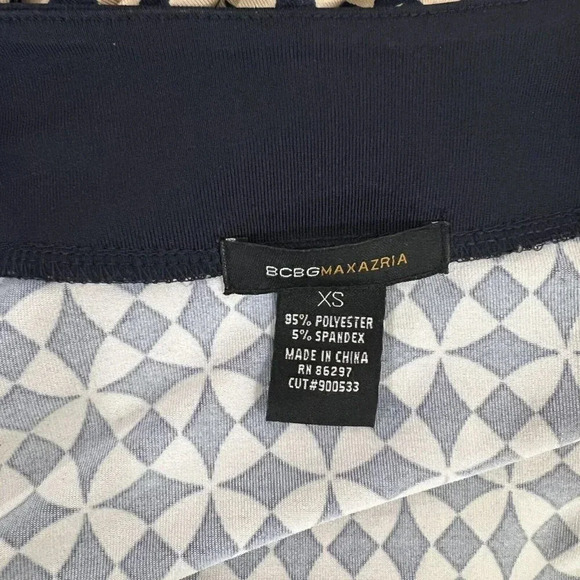 BCBGMAXAZRIA
XS
95% POLYESTER
5% SPANDEX
MADE IN CHINA
RN 86297
CUT#900533